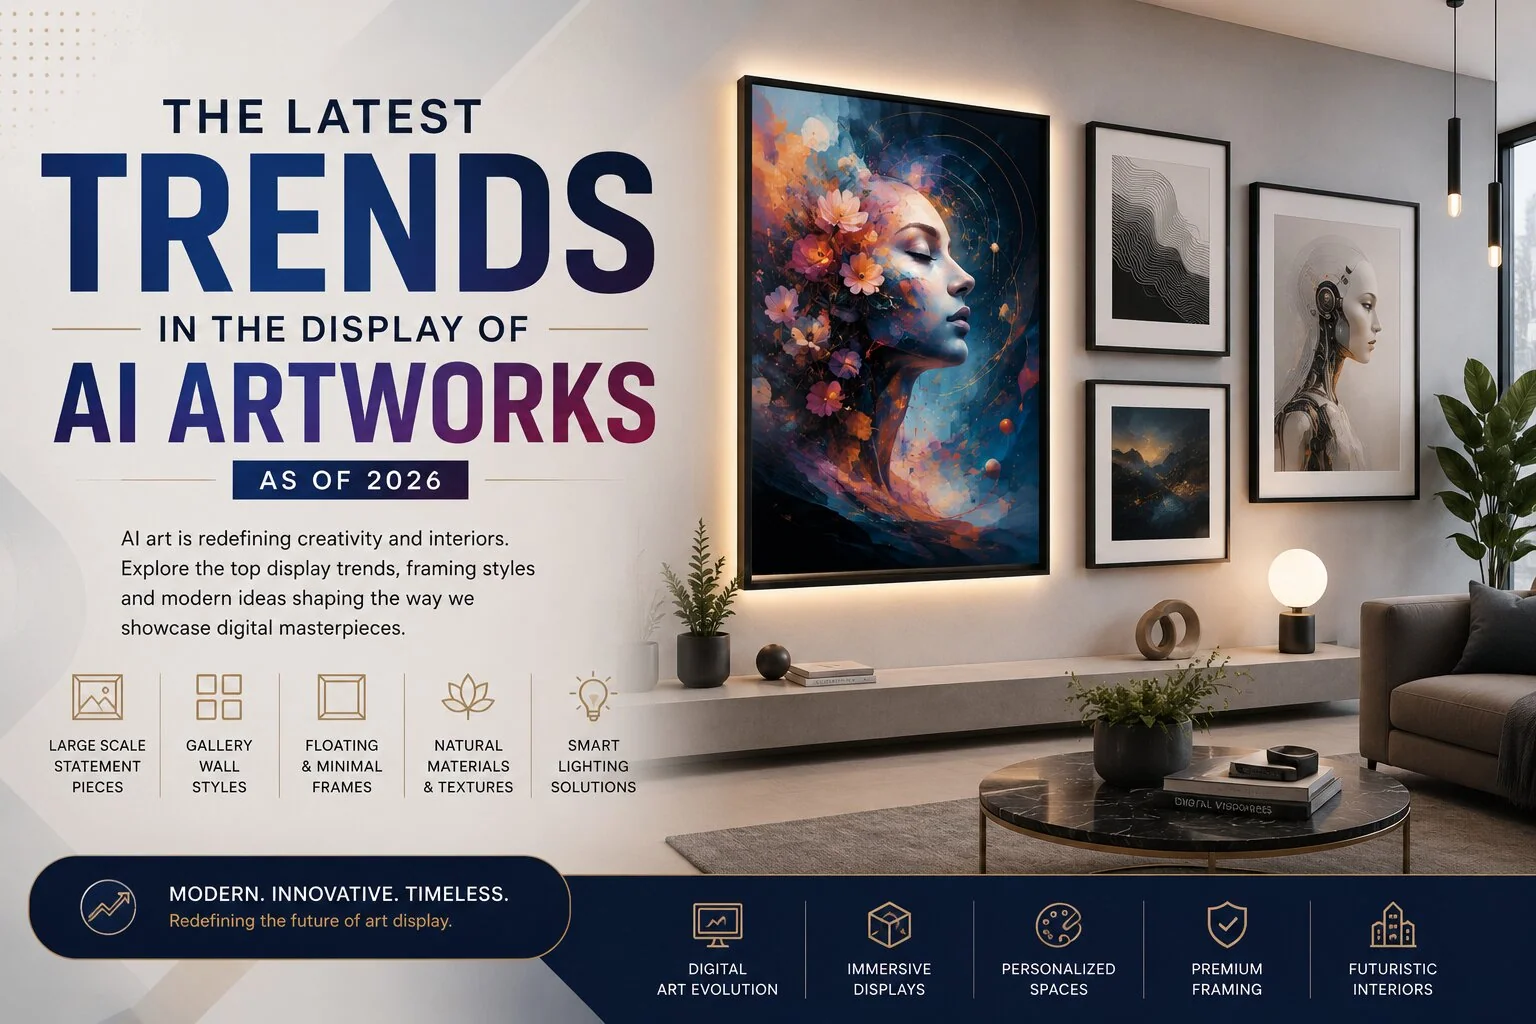 THE LATEST
TRENDS
IN THE DISPLAY OF
AI ARTWORKS
AS OF 2026
AI art is redefining creativity and interiors.
Explore the top display trends, framing styles
and modern ideas shaping the way we
showcase digital masterpieces.
LARGE SCALE
STATEMENT
PIECES
GALLERY
WALL
STYLES
FLOATING
& MINIMAL
FRAMES
NATURAL
MATERIALS
& TEXTURES
SMART
LIGHTING
SOLUTIONS
MODERN. INNOVATIVE. TIMELESS.
Redefining the future of art display.
DIGITAL
ART EVOLUTION
IMMERSIVE
DISPLAYS
PERSONALIZED
SPACES
PREMIUM
FRAMING
FUTURISTIC
INTERIORS